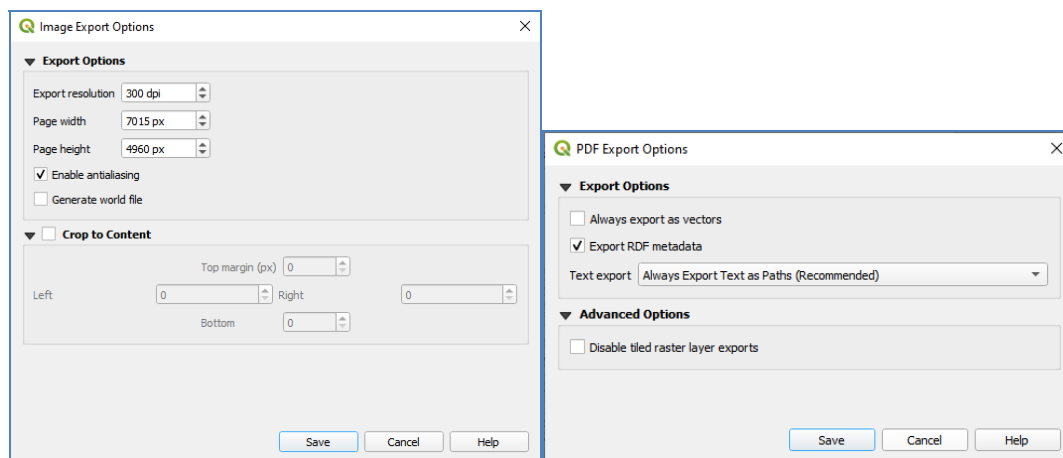 Image Export Options
Export Options
Export resolution 300 dpi
Page width 7015 px
Page height 4960 px
Enable antialiasing
Generate world file
Crop to Content
Top margin (px) 0
Left 0 Right 0
Bottom 0
Save Cancel Help
PDF Export Options
Export Options
Always export as vectors
Export RDF metadata
Text export Always Export Text as Paths (Recommended)
Advanced Options
Disable tiled raster layer exports
Save Cancel Help